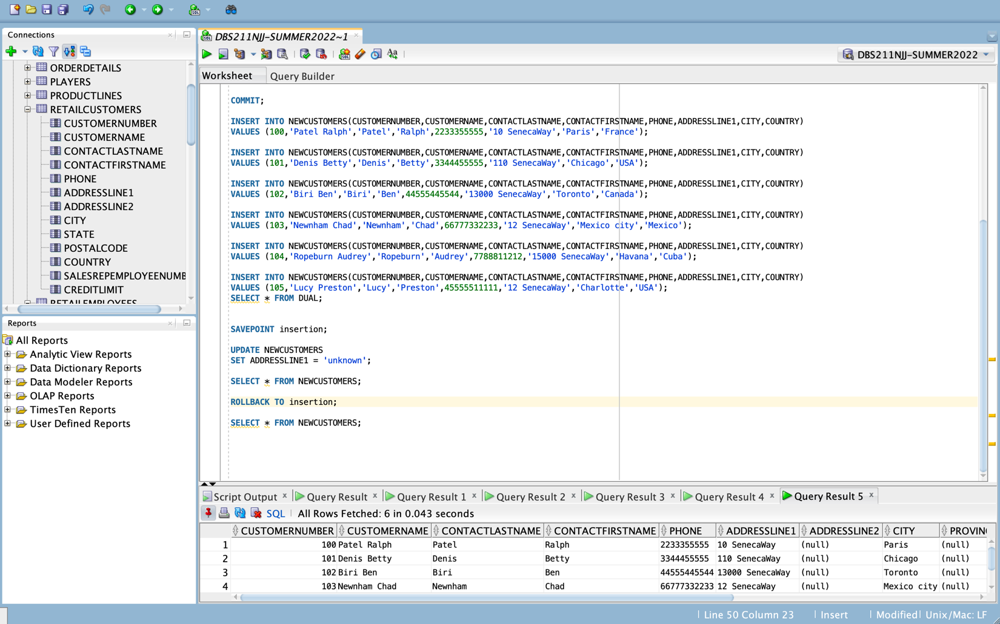 Connections
DBS211NJJ-SUMMER2022~1
DBS211NJJ-SUMMER2022
ORDERDETAILS
PLAYERS
PRODUCTLINES
RETAILCUSTOMERS
CUSTOMERNUMBER
CUSTOMERNAME
CONTACTLASTNAME
CONTACTFIRSTNAME
PHONE
ADDRESSLINE1
ADDRESSLINE2
CITY
STATE
POSTALCODE
COUNTRY
SALESREPEMPLOYEENUMB
CREDITLIMIT
RETAILEMPLOYEES
Reports
All Reports
Analytic View Reports
Data Dictionary Reports
Data Modeler Reports
OLAP Reports
TimesTen Reports
User Defined Reports
Worksheet Query Builder
COMMIT;
INSERT INTO NEWCUSTOMERS(CUSTOMERNUMBER,CUSTOMERNAME,CONTACTLASTNAME,CONTACTFIRSTNAME,PHONE,ADDRESSLINE1,CITY,COUNTRY)
VALUES (100,'Patel Ralph','Patel','Ralph',2233355555,'10 SenecaWay','Paris','France');
INSERT INTO NEWCUSTOMERS(CUSTOMERNUMBER,CUSTOMERNAME,CONTACTLASTNAME,CONTACTFIRSTNAME,PHONE,ADDRESSLINE1,CITY,COUNTRY)
VALUES (101,'Denis Betty','Denis','Betty',3344455555,'110 SenecaWay','Chicago','USA');
INSERT INTO NEWCUSTOMERS(CUSTOMERNUMBER,CUSTOMERNAME,CONTACTLASTNAME,CONTACTFIRSTNAME,PHONE,ADDRESSLINE1,CITY,COUNTRY)
VALUES (102,'Biri Ben','Biri','Ben',44555445544,'13000 SenecaWay','Toronto','Canada');
INSERT INTO NEWCUSTOMERS(CUSTOMERNUMBER,CUSTOMERNAME,CONTACTLASTNAME,CONTACTFIRSTNAME,PHONE,ADDRESSLINE1,CITY,COUNTRY)
VALUES (103,'Newnham Chad','Newnham','Chad',66777332233,'12 SenecaWay','Mexico city','Mexico');
INSERT INTO NEWCUSTOMERS(CUSTOMERNUMBER,CUSTOMERNAME,CONTACTLASTNAME,CONTACTFIRSTNAME,PHONE,ADDRESSLINE1,CITY,COUNTRY)
VALUES (104,'Ropeburn Audrey','Ropeburn','Audrey',7788811212,'15000 SenecaWay','Havana','Cuba');
INSERT INTO NEWCUSTOMERS(CUSTOMERNUMBER,CUSTOMERNAME,CONTACTLASTNAME,CONTACTFIRSTNAME,PHONE,ADDRESSLINE1,CITY,COUNTRY)
VALUES (105,'Lucy Preston','Lucy','Preston',45555511111,'12 SenecaWay','Charlotte','USA');
SELECT * FROM DUAL;
SAVEPOINT insertion;
UPDATE NEWCUSTOMERS
SET ADDRESSLINE1 = 'unknown';
SELECT * FROM NEWCUSTOMERS;
ROLLBACK TO insertion;
SELECT * FROM NEWCUSTOMERS;
Script Output Query Result Query Result 1 Query Result 2 Query Result 3 Query Result 4 Query Result 5
SQL All Rows Fetched: 6 in 0.043 seconds
CUSTOMERNUMBER CUSTOMERNAME CONTACTLASTNAME CONTACTFIRSTNAME PHONE ADDRESSLINE1 ADDRESSLINE2 CITY PROVIN
1 100 Patel Ralph Patel Ralph 2233355555 10 SenecaWay (null) Paris (null)
2 101 Denis Betty Denis Betty 3344455555 110 SenecaWay (null) Chicago (null)
3 102 Biri Ben Biri Ben 44555445544 13000 SenecaWay (null) Toronto (null)
4 103 Newnham Chad Newnham Chad 66777332233 12 SenecaWay (null) Mexico city (null)
Line 50 Column 23 Insert Modified Unix/Mac: LF